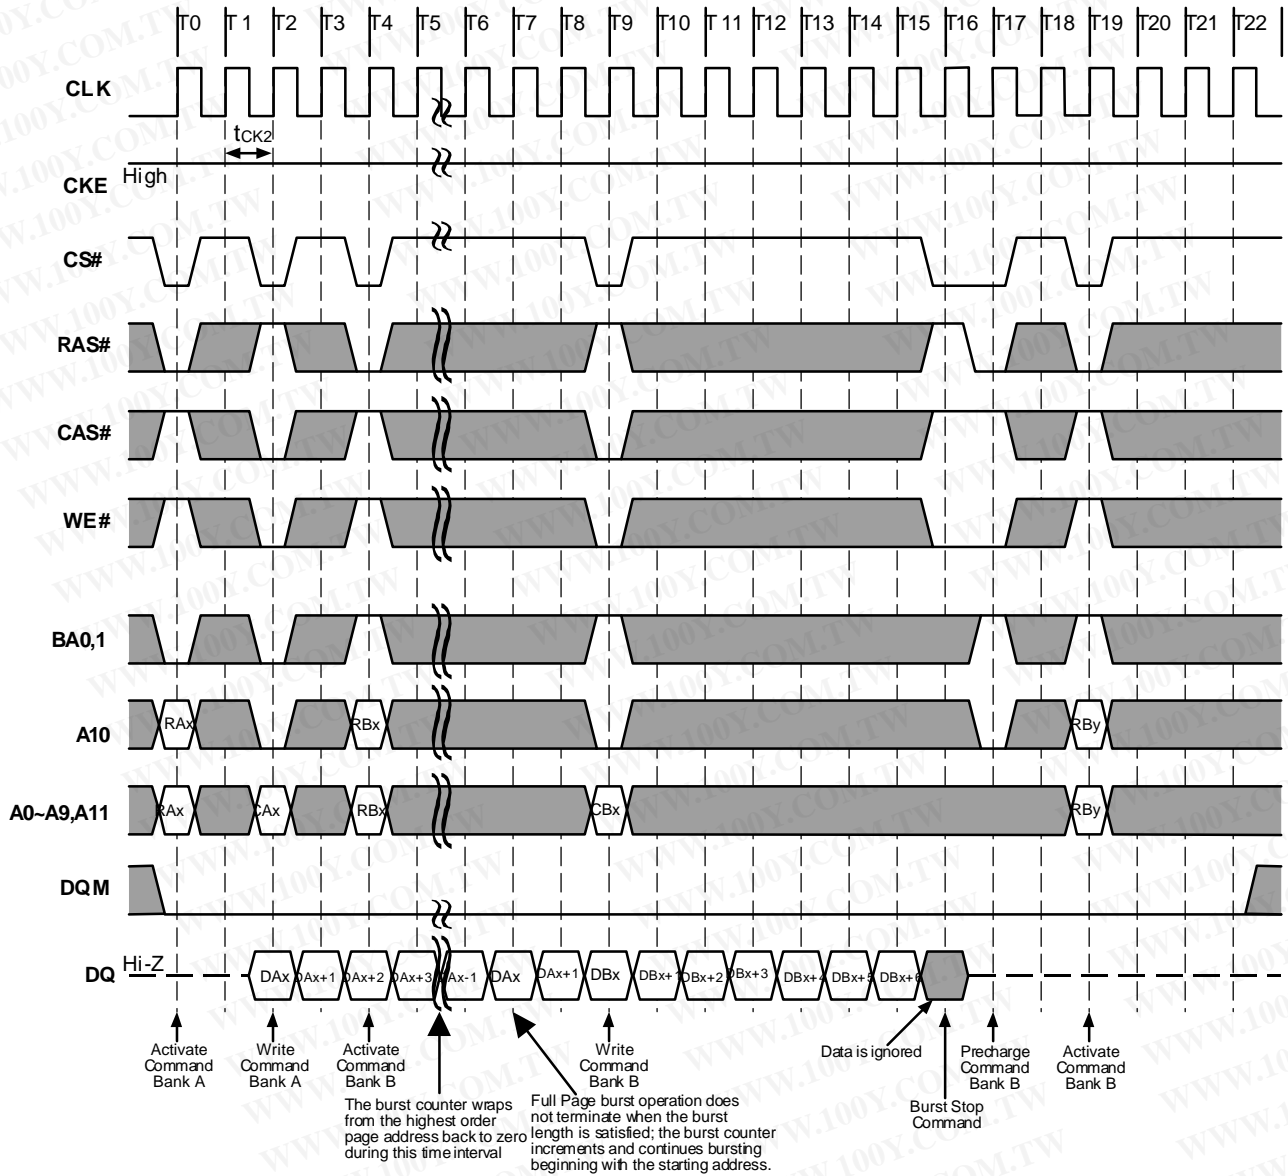 T0 T1 T2 T3 T4 T5 T6 T7 T8 T9 T10 T11 T12 T13 T14 T15 T16 T17 T18 T19 T20 T21 T22
CLK
tCK2
High
CKE
CS#
RAS#
CAS#
WE#
BA0,1
RAx RBx RBy
A10
A0~A9,A11 RAx CAx RBx CBx RBy
DQM
Hi-Z
DQ DAx DAx+1 DAx+2 DAx+3 DAx-1 DAx DAx+1 DBx DBx+1 DBx+2 DBx+3 DBx+4 DBx+5 DBx+6
Activate
Command
Bank A
Write
Command
Bank A
Activate
Command
Bank B
The burst counter wraps
from the highest order
page address back to zero
during this time interval
Full Page burst operation does
not terminate when the burst
length is satisfied; the burst counter
increments and continues bursting
beginning with the starting address.
Write
Command
Bank B
Data is ignored
Burst Stop
Command
Precharge
Command
Bank B
Activate
Command
Bank B
WWW.100Y.COM.TW